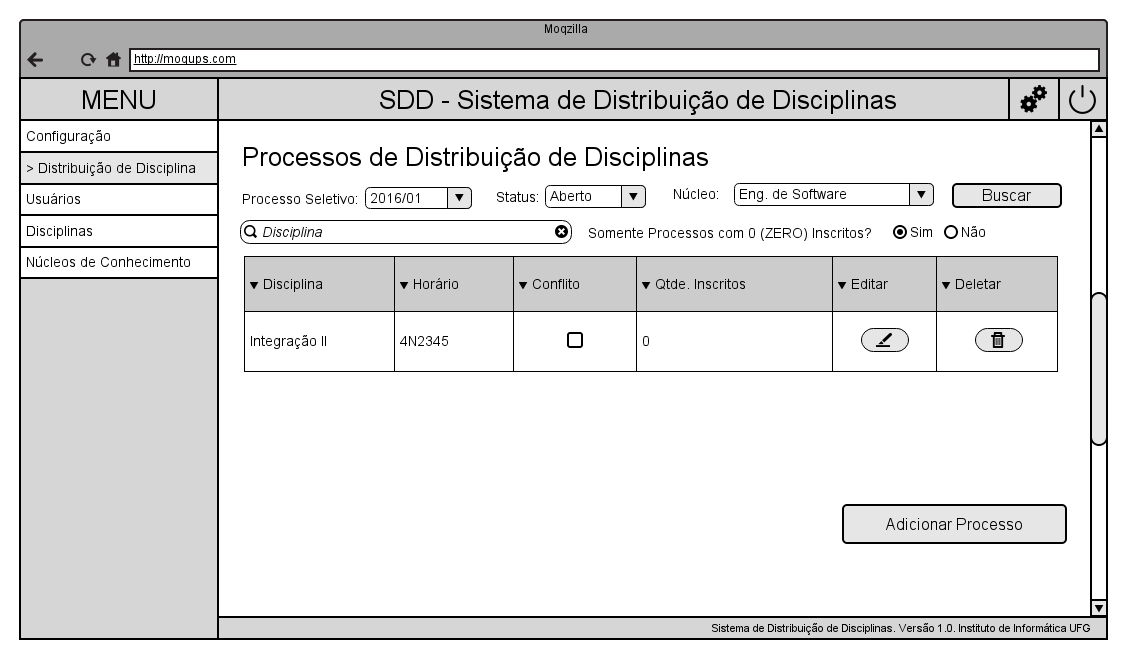 Moqzilla
http://moqups.com
MENU
SDD - Sistema de Distribuição de Disciplinas
Configuração
> Distribuição de Disciplina
Usuários
Disciplinas
Núcleos de Conhecimento
Processos de Distribuição de Disciplinas
Processo Seletivo: 2016/01 Status: Aberto Núcleo: Eng. de Software Buscar
Disciplina Somente Processos com 0 (ZERO) Inscritos? Sim Não
▼ Disciplina ▼ Horário ▼ Conflito ▼ Qtde. Inscritos ▼ Editar ▼ Deletar
Integração II 4N2345 0
Adicionar Processo
Sistema de Distribuição de Disciplinas. Versão 1.0. Instituto de Informática UFG